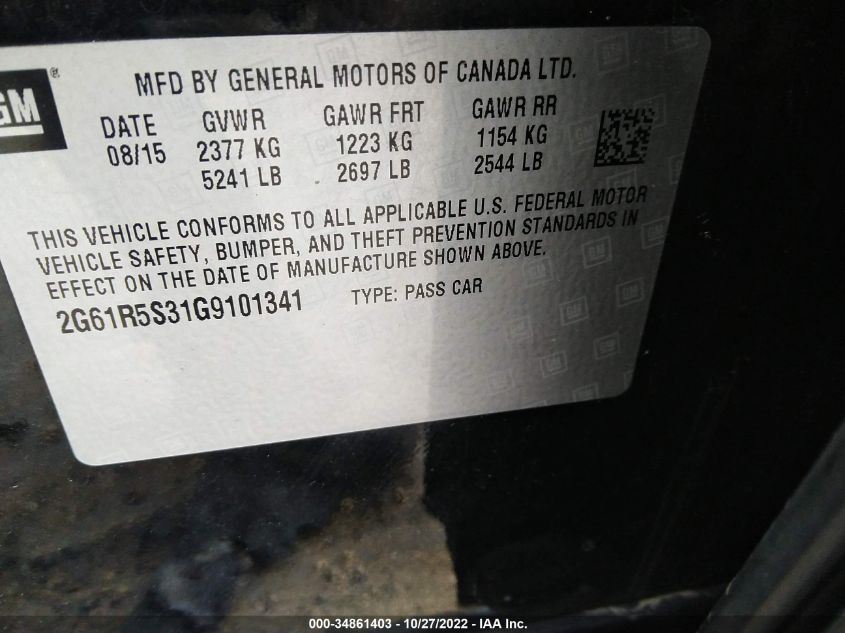 GM
®
MFD BY GENERAL MOTORS OF CANADA LTD.
DATE GVWR GAWR FRT GAWR RR
08/15 2377 KG 1223 KG 1154 KG
5241 LB 2697 LB 2544 LB
THIS VEHICLE CONFORMS TO ALL APPLICABLE U.S. FEDERAL MOTOR
VEHICLE SAFETY, BUMPER, AND THEFT PREVENTION STANDARDS IN
EFFECT ON THE DATE OF MANUFACTURE SHOWN ABOVE.
2G61R5S31G9101341 TYPE: PASS CAR
000-34861403 - 10/27/2022 - IAA Inc.